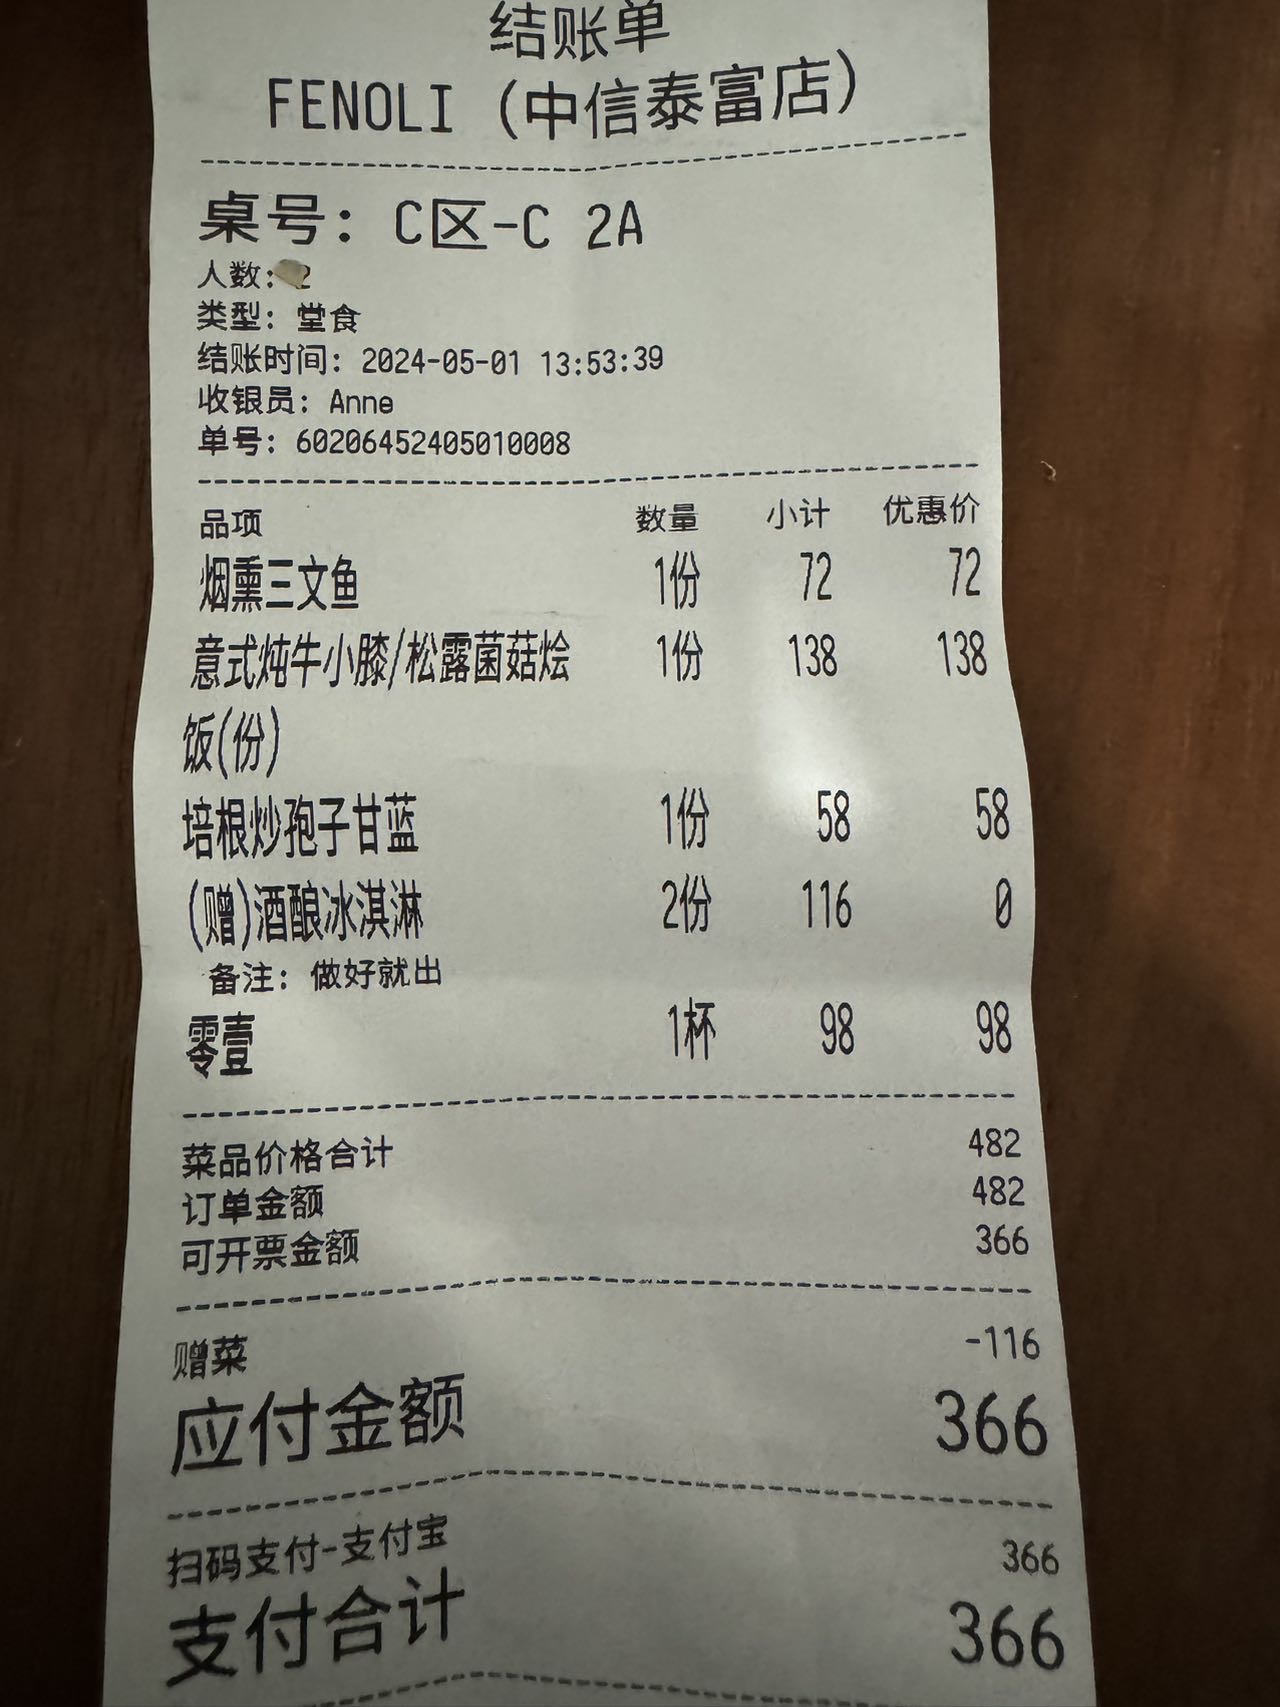 结账单
FENOLI (中信泰富店)
桌号: C区-C 2A
人数: 2
类型: 堂食
结账时间: 2024-05-01 13:53:39
收银员: Anne
单号: 60206452405010008
品项 数量 小计 优惠价
烟熏三文鱼 1份 72 72
意式炖牛小膝/松露菌菇烩 1份 138 138
饭(份)
培根炒孢子甘蓝 1份 58 58
(赠)酒酿冰淇淋 2份 116 0
备注: 做好就出
零壹 1杯 98 98
菜品价格合计 482
订单金额 482
可开票金额 366
赠菜 -116
应付金额 366
扫码支付-支付宝 366
支付合计 366